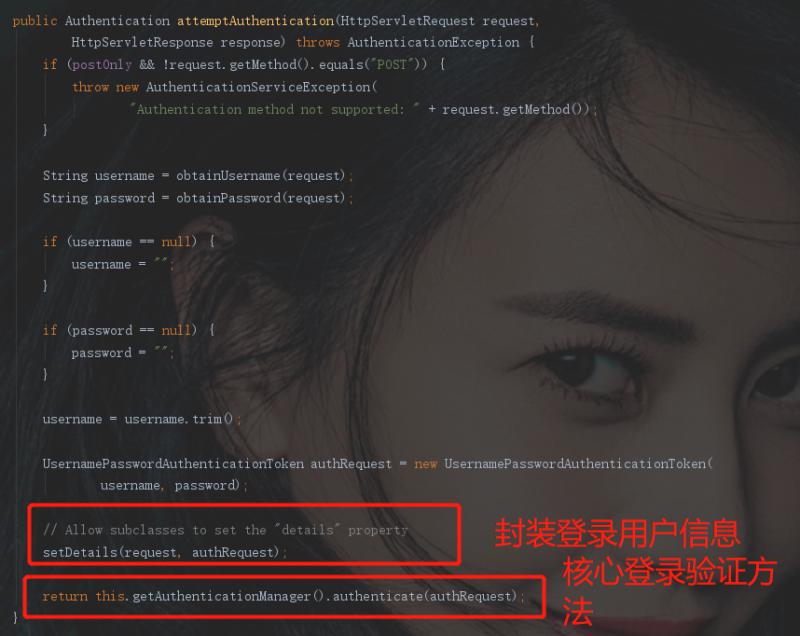 public Authentication attemptAuthentication(HttpServletRequest request,
HttpServletResponse response) throws AuthenticationException {
if (postOnly && !request.getMethod().equals("POST")) {
throw new AuthenticationServiceException(
"Authentication method not supported: " + request.getMethod());
}
String username = obtainUsername(request);
String password = obtainPassword(request);
if (username == null) {
username = "";
}
if (password == null) {
password = "";
}
username = username.trim();
UsernamePasswordAuthenticationToken authRequest = new UsernamePasswordAuthenticationToken(
username, password);
// Allow subclasses to set the "details" property
setDetails(request, authRequest);
封装登录用户信息
return this.getAuthenticationManager().authenticate(authRequest);
核心登录验证方
法
}